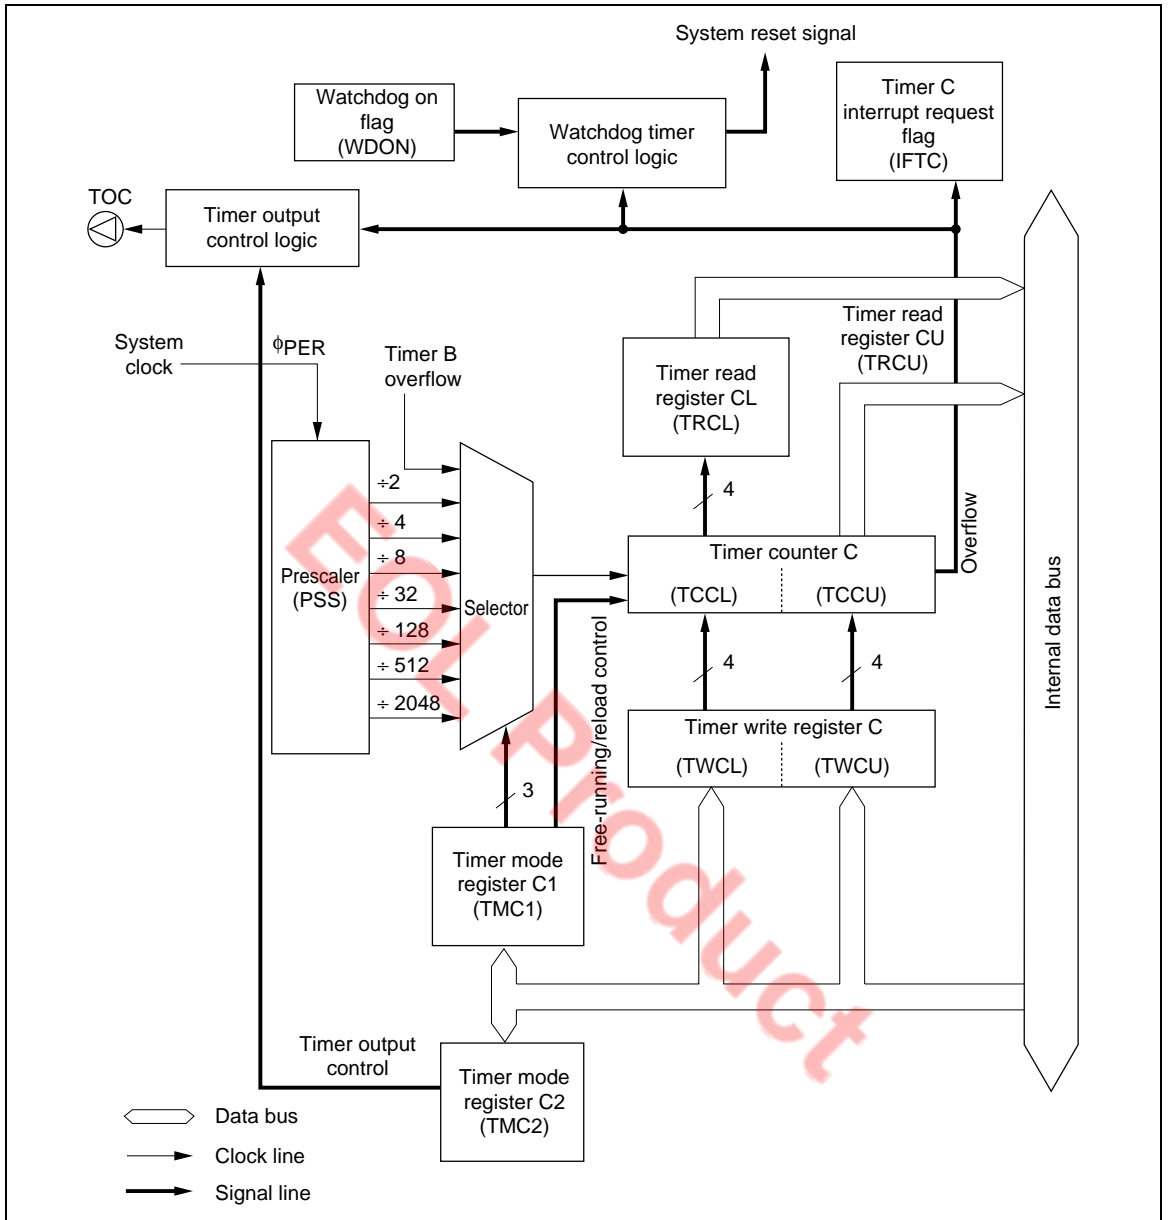 System reset signal
Watchdog on
flag
(WDON)
Watchdog timer
control logic
Timer C
interrupt request
flag
(IFTC)
TOC
Timer output
control logic
System
clock
ϕPER
Timer B
overflow
Timer read
register CL
(TRCL)
Timer read
register CU
(TRCU)
Prescaler
(PSS)
÷2
÷ 4
÷ 8
÷ 32
÷ 128
÷ 512
÷ 2048
Selector
4
Timer counter C
(TCCL)
(TCCU)
Overflow
Internal data bus
4
4
Free-running/reload control
Timer write register C
(TWCL)
(TWCU)
3
Timer mode
register C1
(TMC1)
Timer output
control
Timer mode
register C2
(TMC2)
Data bus
Clock line
Signal line
EOL Product